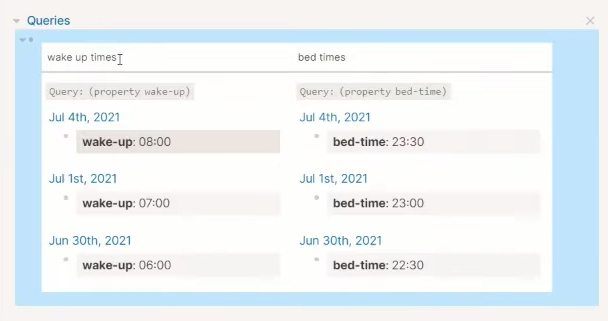 Queries
wake up times
bed times
Query: (property wake-up)
Query: (property bed-time)
Jul 4th, 2021
Jul 4th, 2021
wake-up: 08:00
bed-time: 23:30
Jul 1st, 2021
Jul 1st, 2021
wake-up: 07:00
bed-time: 23:00
Jun 30th, 2021
Jun 30th, 2021
wake-up: 06:00
bed-time: 22:30